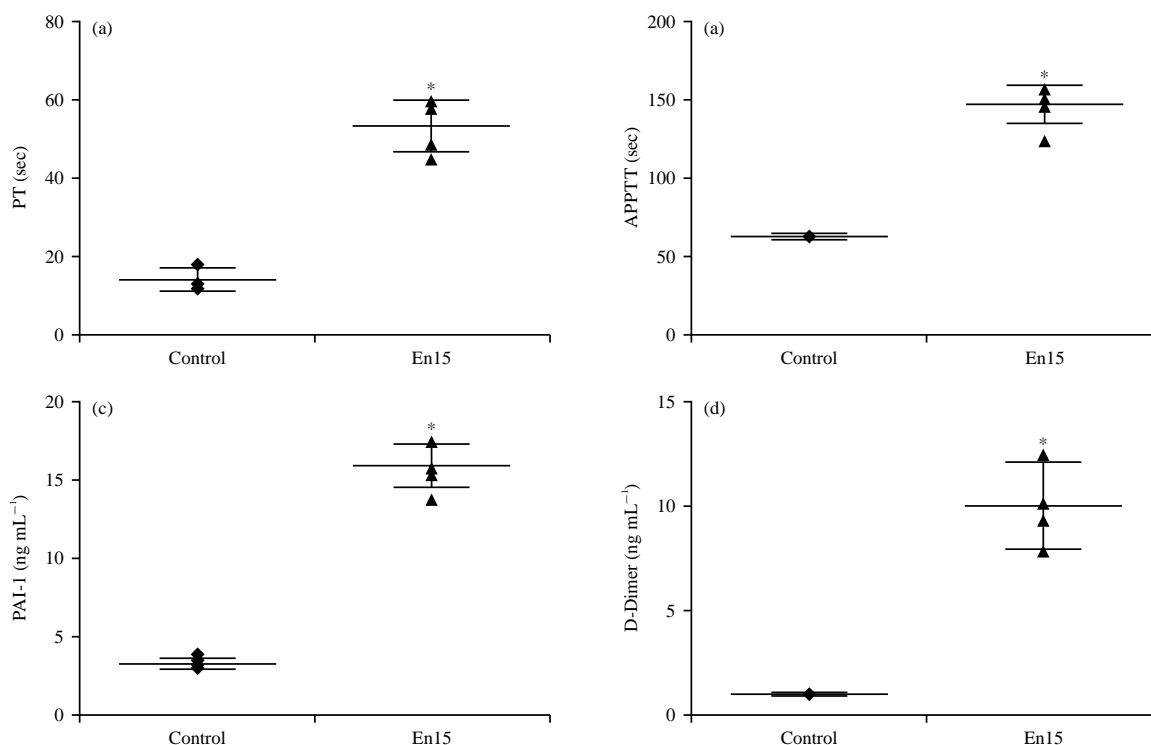 (a)
PT (sec)
80
60
40
20
0
*
Control
En15
(a)
APPTT (sec)
200
150
100
50
0
*
Control
En15
(c)
PAI-1 (ng mL⁻¹)
20
15
10
5
0
*
Control
En15
(d)
D-Dimer (ng mL⁻¹)
15
10
5
0
*
Control
En15